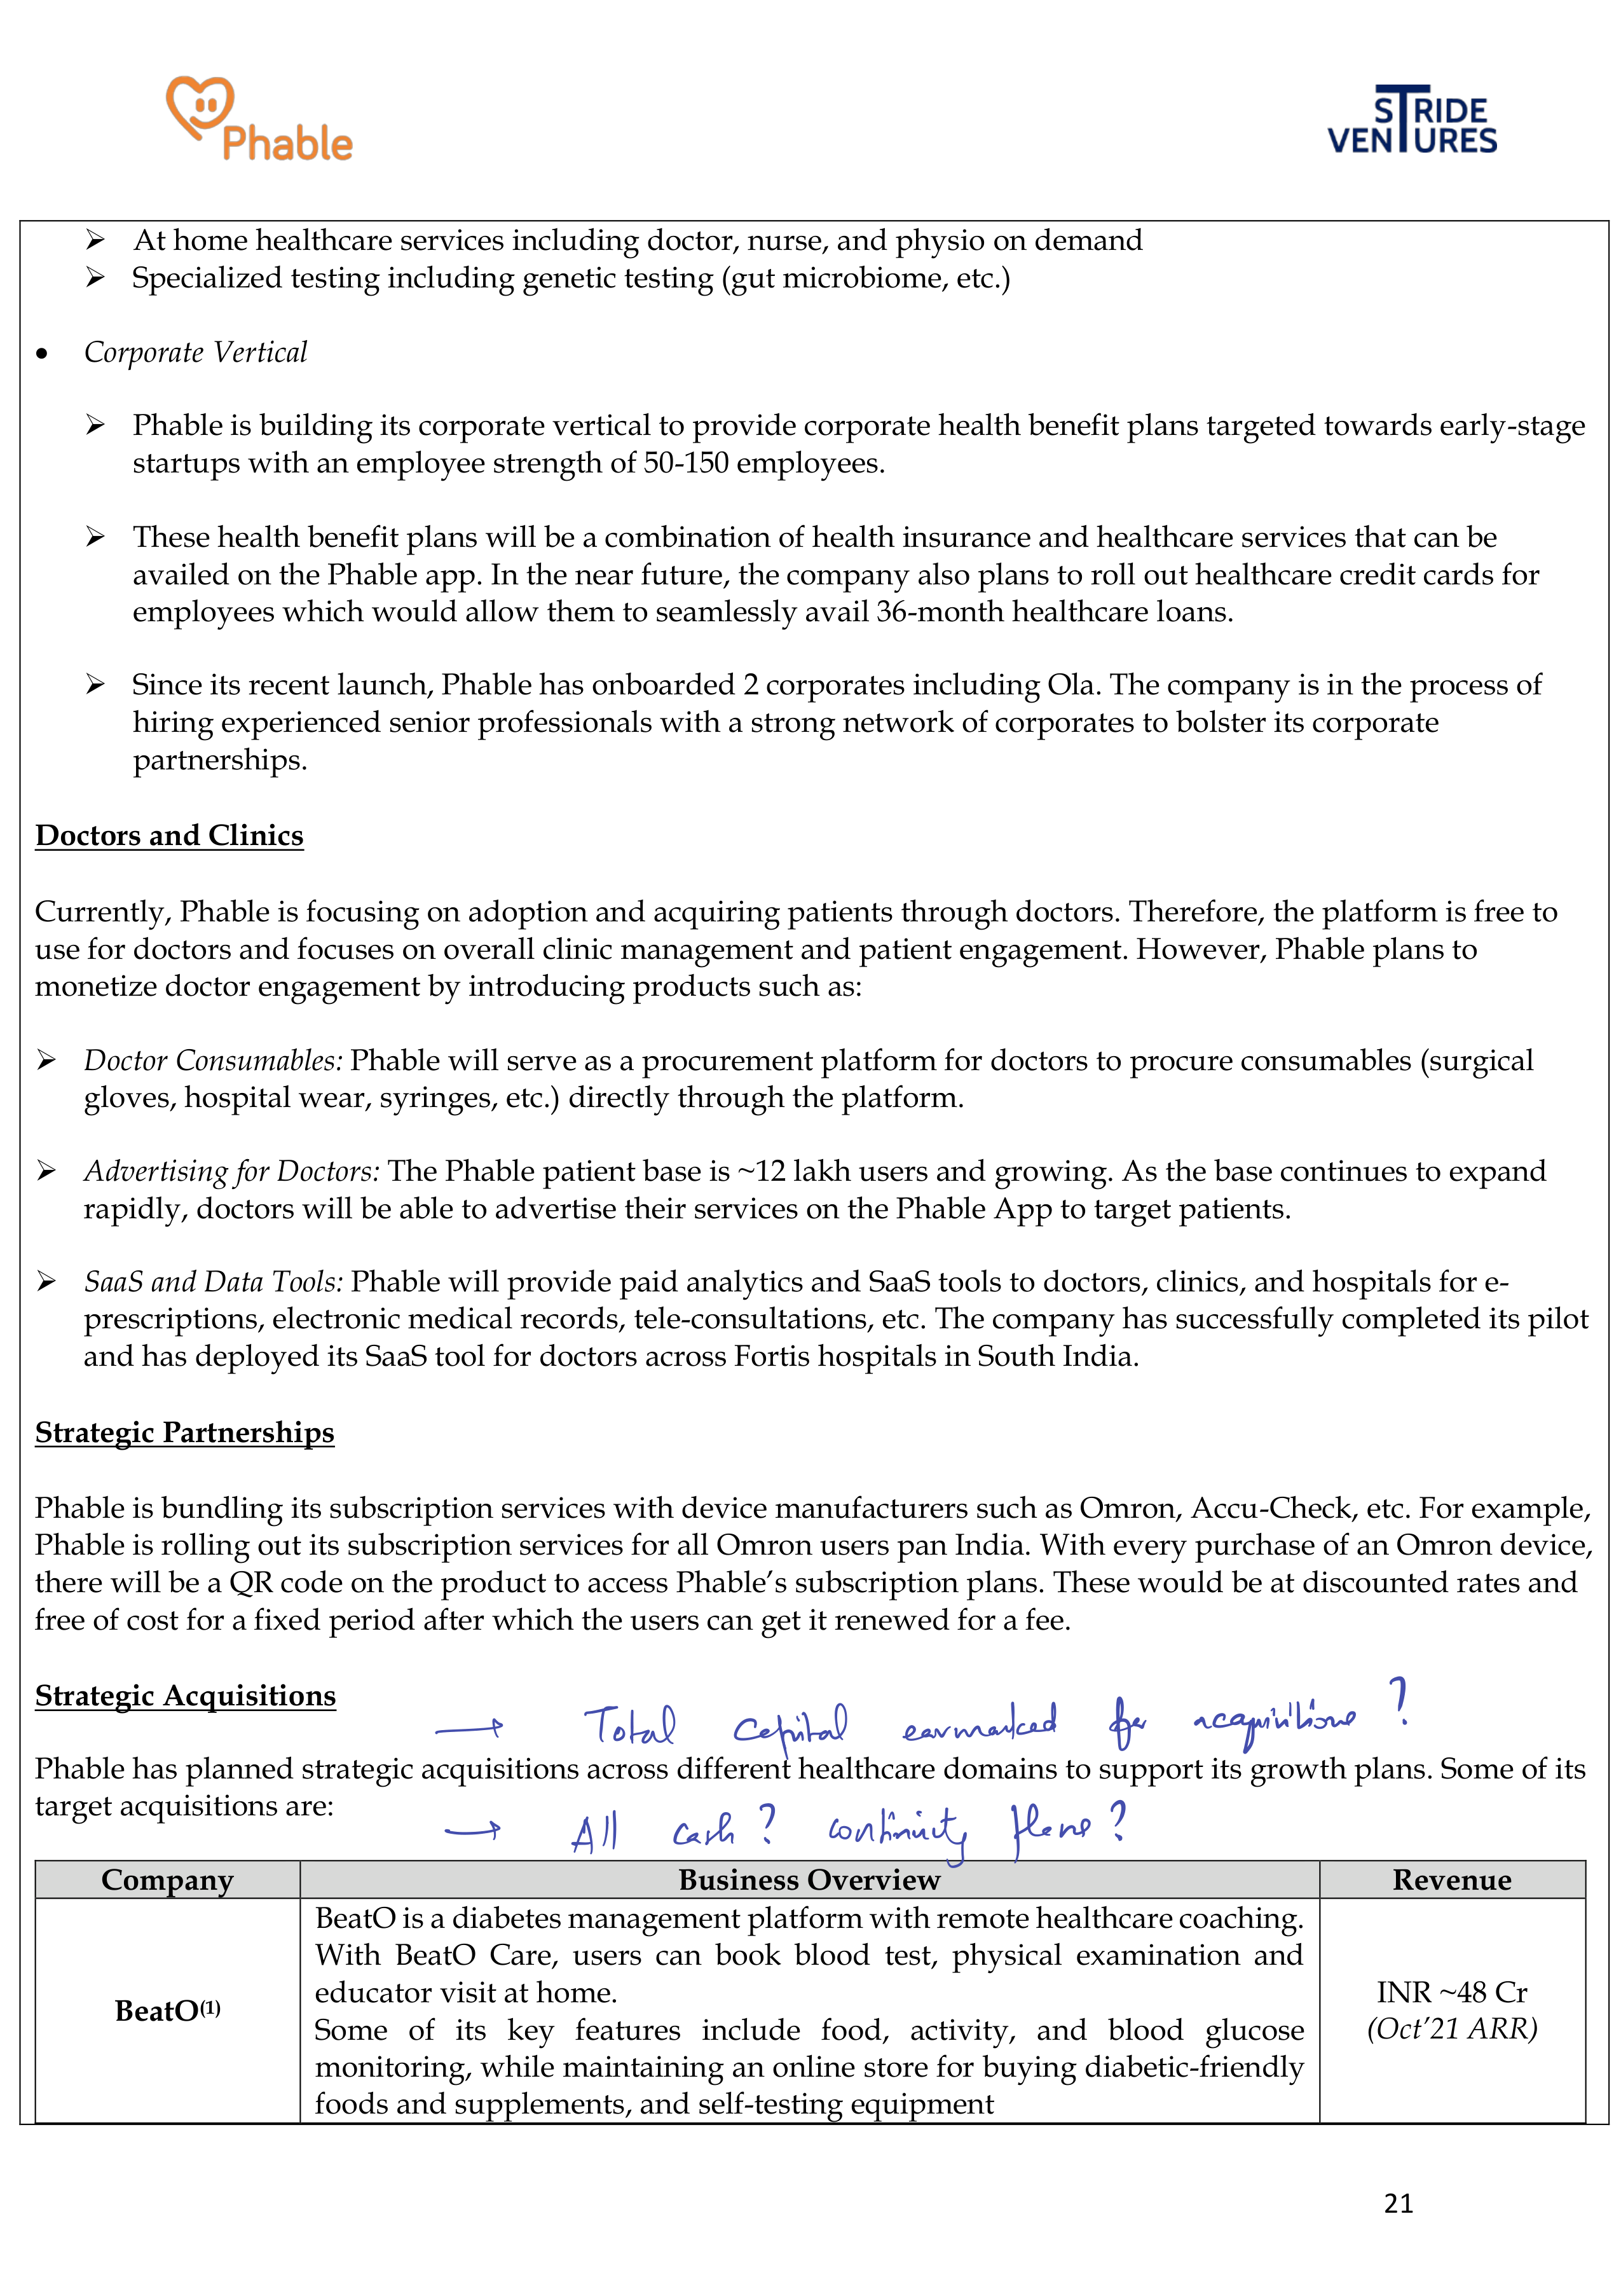 Phable
STRIDE
VENTURES
➢ At home healthcare services including doctor, nurse, and physio on demand
➢ Specialized testing including genetic testing (gut microbiome, etc.)
• Corporate Vertical
➢ Phable is building its corporate vertical to provide corporate health benefit plans targeted towards early-stage
startups with an employee strength of 50-150 employees.
➢ These health benefit plans will be a combination of health insurance and healthcare services that can be
availed on the Phable app. In the near future, the company also plans to roll out healthcare credit cards for
employees which would allow them to seamlessly avail 36-month healthcare loans.
➢ Since its recent launch, Phable has onboarded 2 corporates including Ola. The company is in the process of
hiring experienced senior professionals with a strong network of corporates to bolster its corporate
partnerships.
Doctors and Clinics
Currently, Phable is focusing on adoption and acquiring patients through doctors. Therefore, the platform is free to
use for doctors and focuses on overall clinic management and patient engagement. However, Phable plans to
monetize doctor engagement by introducing products such as:
➢ Doctor Consumables: Phable will serve as a procurement platform for doctors to procure consumables (surgical
gloves, hospital wear, syringes, etc.) directly through the platform.
➢ Advertising for Doctors: The Phable patient base is ~12 lakh users and growing. As the base continues to expand
rapidly, doctors will be able to advertise their services on the Phable App to target patients.
➢ SaaS and Data Tools: Phable will provide paid analytics and SaaS tools to doctors, clinics, and hospitals for e-
prescriptions, electronic medical records, tele-consultations, etc. The company has successfully completed its pilot
and has deployed its SaaS tool for doctors across Fortis hospitals in South India.
Strategic Partnerships
Phable is bundling its subscription services with device manufacturers such as Omron, Accu-Check, etc. For example,
Phable is rolling out its subscription services for all Omron users pan India. With every purchase of an Omron device,
there will be a QR code on the product to access Phable’s subscription plans. These would be at discounted rates and
free of cost for a fixed period after which the users can get it renewed for a fee.
Strategic Acquisitions
→ Total Capital earmarked for acquisitions ?
Phable has planned strategic acquisitions across different healthcare domains to support its growth plans. Some of its
target acquisitions are:
→ All cash ? continuity plans ?
Company Business Overview Revenue
BeatO is a diabetes management platform with remote healthcare coaching.
With BeatO Care, users can book blood test, physical examination and
educator visit at home.
BeatO(1)
INR ~48 Cr
(Oct’21 ARR)
Some of its key features include food, activity, and blood glucose
monitoring, while maintaining an online store for buying diabetic-friendly
foods and supplements, and self-testing equipment
21